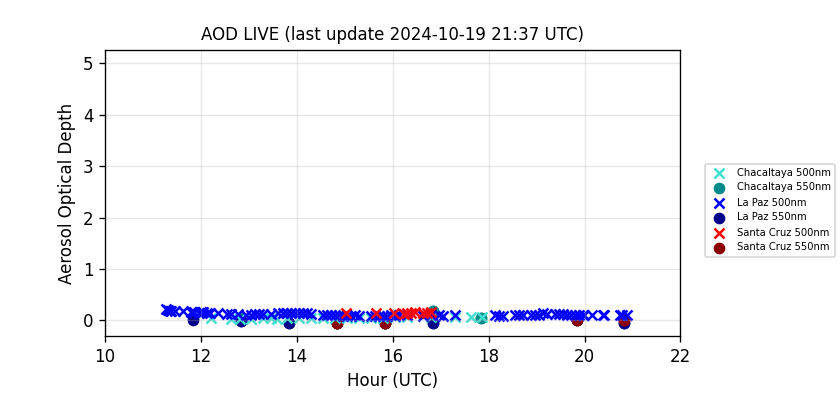 AOD LIVE (last update 2024-10-19 21:37 UTC)
Aerosol Optical Depth
5
4
3
2
1
0
10 12 14 16 18 20 22
Hour (UTC)
Chacaltaya 500nm
Chacaltaya 550nm
La Paz 500nm
La Paz 550nm
Santa Cruz 500nm
Santa Cruz 550nm